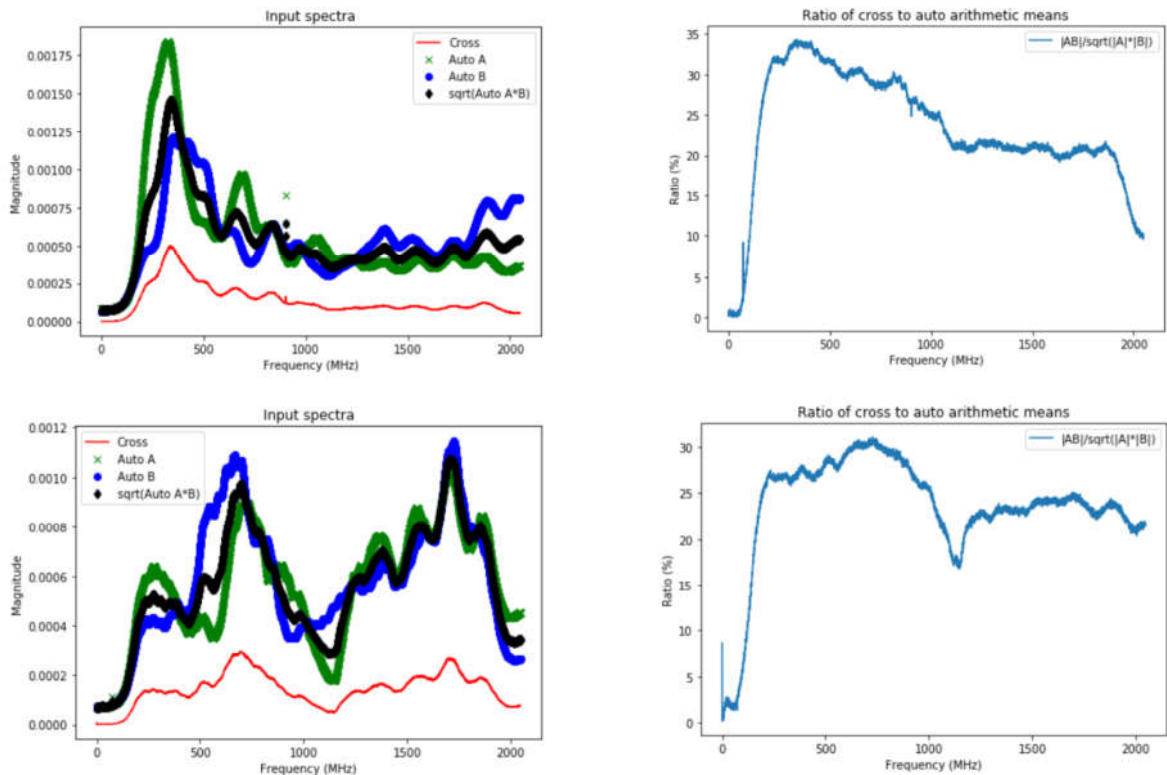 Input spectra
Cross
Auto A
Auto B
sqrt(Auto A*B)
0.00175
0.00150
0.00125
0.00100
0.00075
0.00050
0.00025
0.00000
Magnitude
0 500 1000 1500 2000
Frequency (MHz)
Ratio of cross to auto arithmetic means
|AB|/sqrt(|A|*|B|)
35
30
25
20
15
10
5
0
Ratio (%)
0 500 1000 1500 2000
Frequency (MHz)
Input spectra
Cross
Auto A
Auto B
sqrt(Auto A*B)
0.0012
0.0010
0.0008
0.0006
0.0004
0.0002
0.0000
Magnitude
0 500 1000 1500 2000
Frequency (MHz)
Ratio of cross to auto arithmetic means
|AB|/sqrt(|A|*|B|)
30
25
20
15
10
5
0
Ratio (%)
0 500 1000 1500 2000
Frequency (MHz)